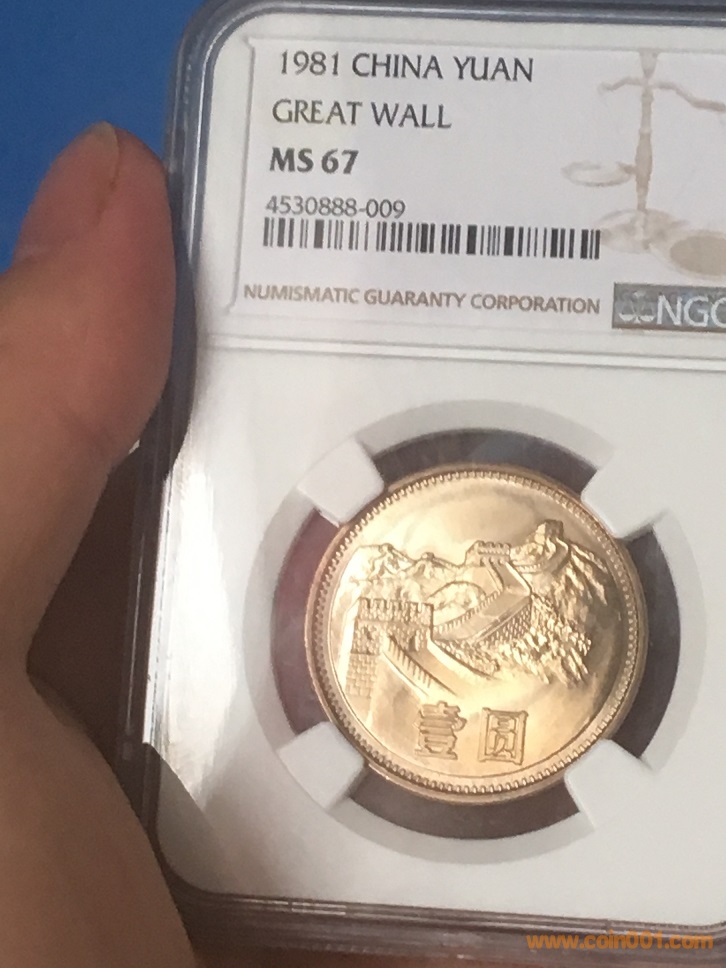 1981 CHINA YUAN
GREAT WALL
MS 67
4530888-009
NUMISMATIC GUARANTY CORPORATION
NGC
壹圆
www.coin001.com